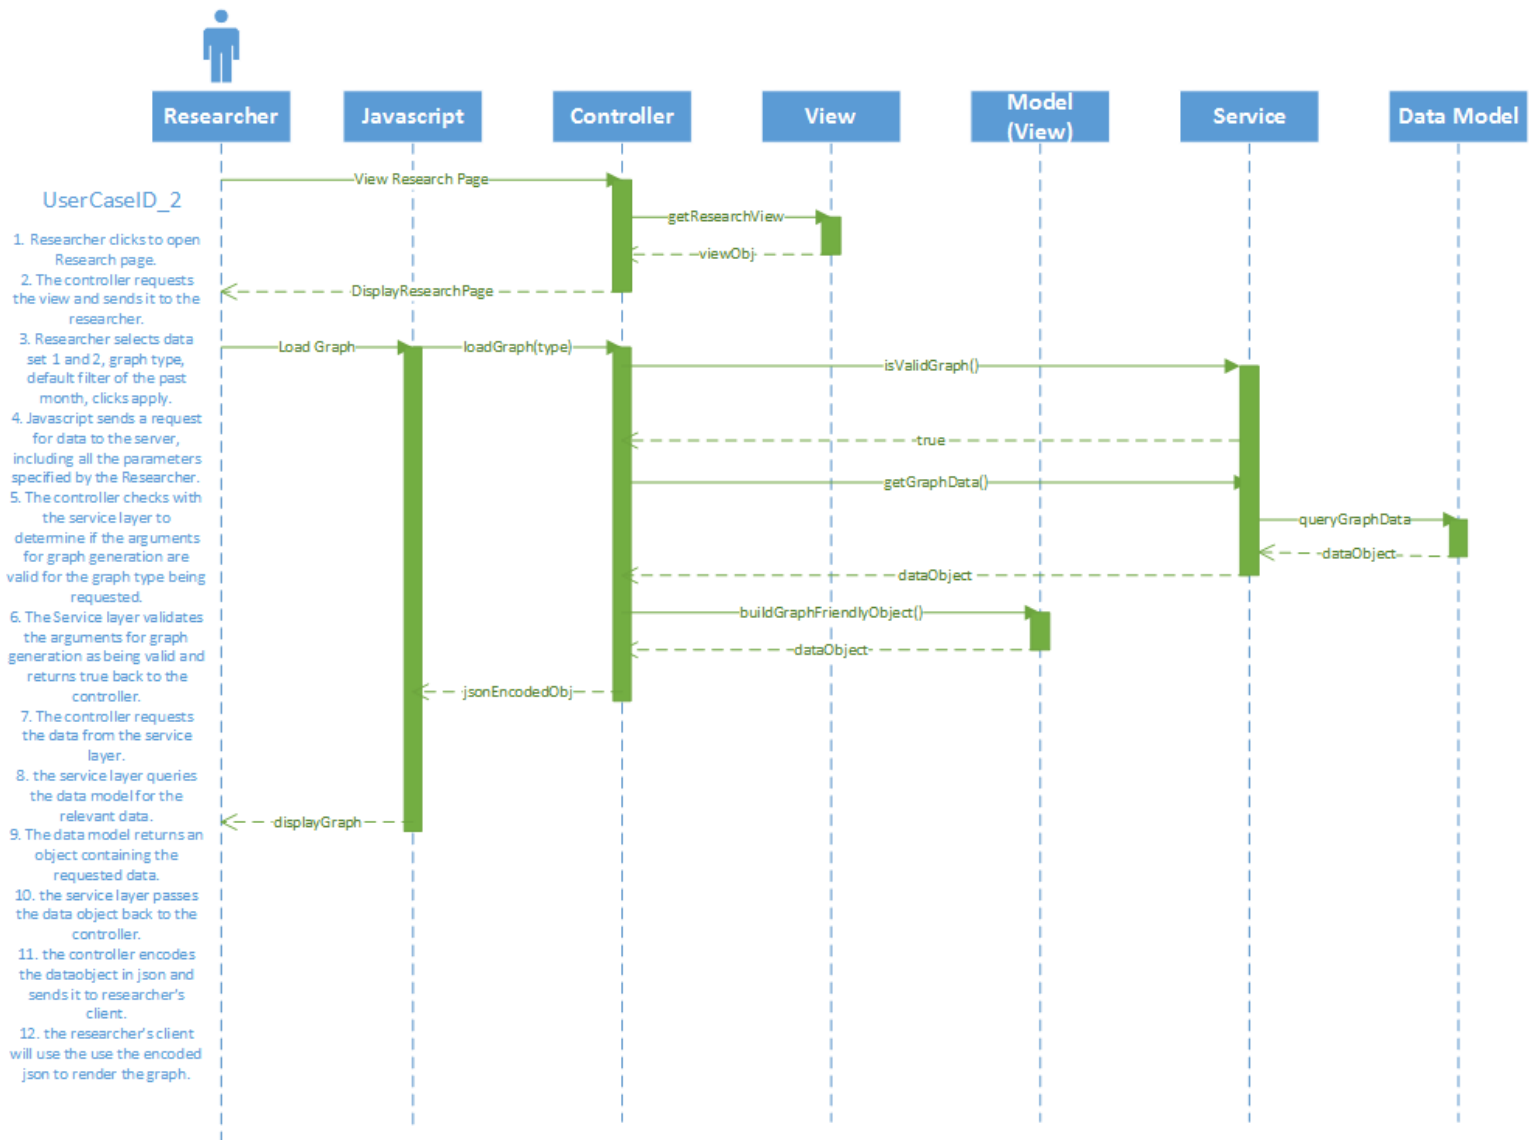 Researcher
Javascript
Controller
View
Model
(View)
Service
Data Model
UserCaseID_2
1. Researcher clicks to open
Research page.
2. The controller requests
the view and sends it to the
researcher.
3. Researcher selects data
set 1 and 2, graph type,
default filter of the past
month, clicks apply.
4. Javascript sends a request
for data to the server,
including all the parameters
specified by the Researcher.
5. The controller checks with
the service layer to
determine if the arguments
for graph generation are
valid for the graph type being
requested.
6. The Service layer validates
the arguments for graph
generation as being valid and
returns true back to the
controller.
7. The controller requests
the data from the service
layer.
8. the service layer queries
the data model for the
relevant data.
9. The data model returns an
object containing the
requested data.
10. the service layer passes
the data object back to the
controller.
11. the controller encodes
the dataobject in json and
sends it to researcher's
client.
12. the researcher's client
will use the use the encoded
json to render the graph.
View Research Page
getResearchView
viewObj
DisplayResearchPage
Load Graph
loadGraph(type)
isValidGraph()
true
getGraphData()
queryGraphData
dataObject
dataObject
buildGraphFriendlyObject()
dataObject
jsonEncodedObj
displayGraph